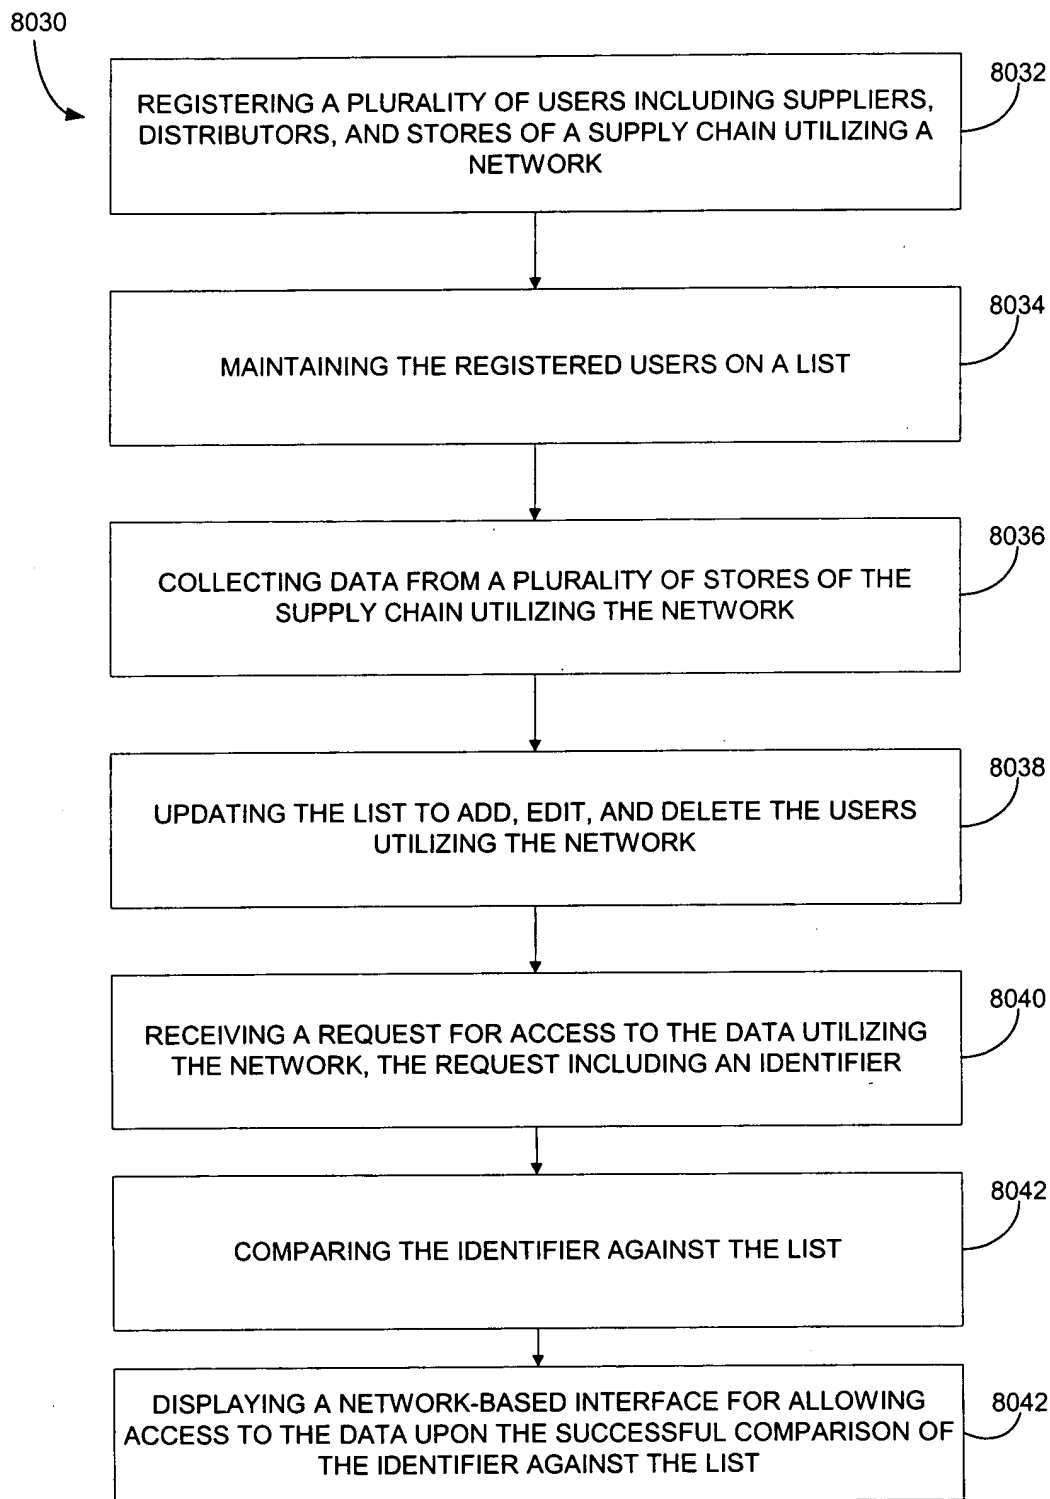 8030
8032
REGISTERING A PLURALITY OF USERS INCLUDING SUPPLIERS,
DISTRIBUTORS, AND STORES OF A SUPPLY CHAIN UTILIZING A
NETWORK
8034
MAINTAINING THE REGISTERED USERS ON A LIST
8036
COLLECTING DATA FROM A PLURALITY OF STORES OF THE
SUPPLY CHAIN UTILIZING THE NETWORK
8038
UPDATING THE LIST TO ADD, EDIT, AND DELETE THE USERS
UTILIZING THE NETWORK
8040
RECEIVING A REQUEST FOR ACCESS TO THE DATA UTILIZING
THE NETWORK, THE REQUEST INCLUDING AN IDENTIFIER
8042
COMPARING THE IDENTIFIER AGAINST THE LIST
8042
DISPLAYING A NETWORK-BASED INTERFACE FOR ALLOWING
ACCESS TO THE DATA UPON THE SUCCESSFUL COMPARISON OF
THE IDENTIFIER AGAINST THE LIST